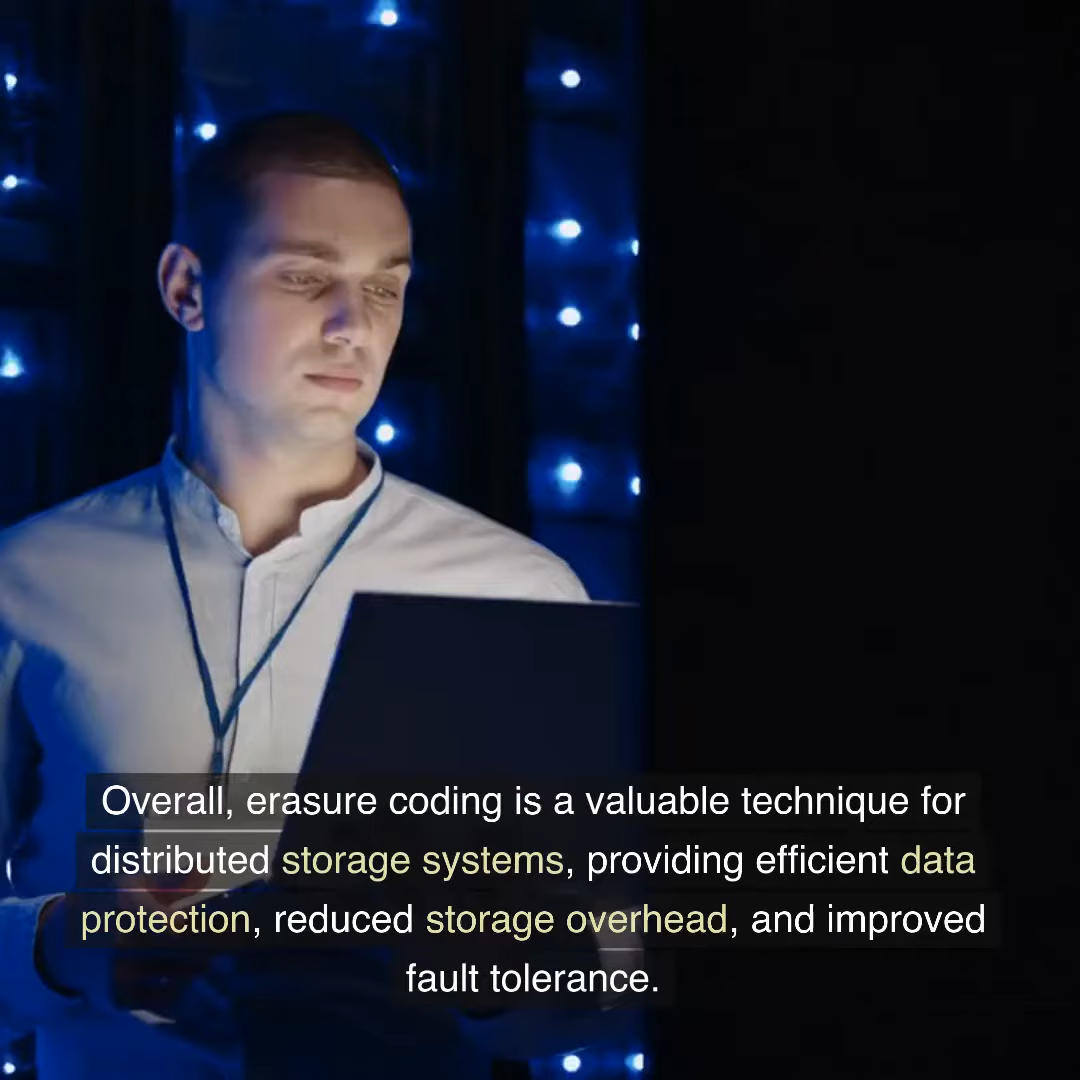 Overall, erasure coding is a valuable technique for
distributed storage systems, providing efficient data
protection, reduced storage overhead, and improved
fault tolerance.